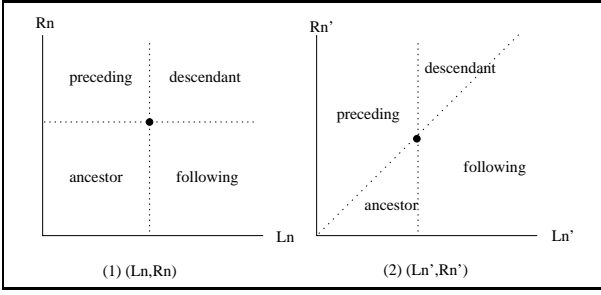 Rn
preceding descendant
ancestor following
Ln
(1) (Ln,Rn)
Rn’
descendant
preceding
following
ancestor
Ln’
(2) (Ln’,Rn’)